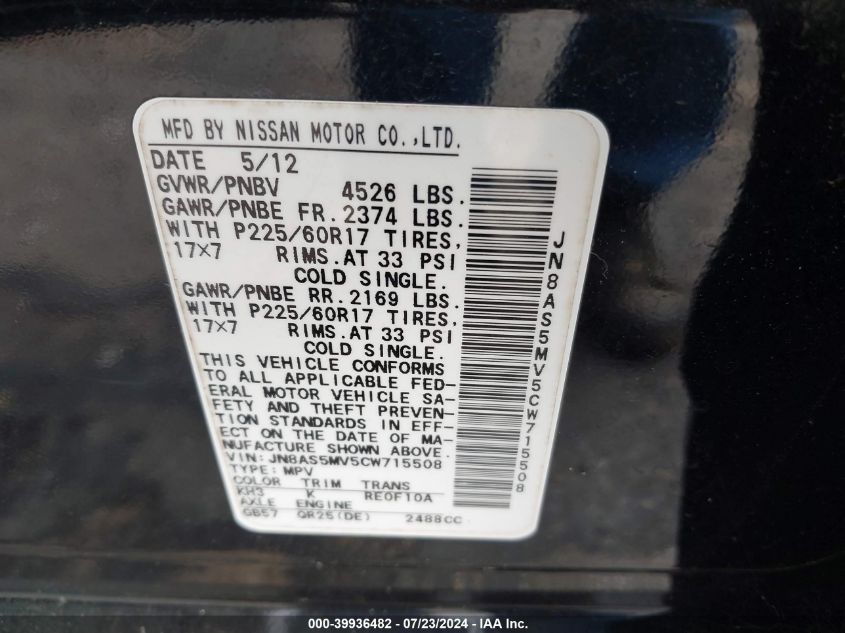 MFD BY NISSAN MOTOR CO.,LTD.
DATE 5/12
GVWR/PNBV 4526 LBS.
GAWR/PNBE FR. 2374 LBS.
WITH P225/60R17 TIRES,
17X7 RIMS.AT 33 PSI
COLD SINGLE.
GAWR/PNBE RR. 2169 LBS.
WITH P225/60R17 TIRES,
17X7 RIMS.AT 33 PSI
COLD SINGLE.
THIS VEHICLE CONFORMS
TO ALL APPLICABLE FED-
ERAL MOTOR VEHICLE SA-
FETY AND THEFT PREVEN-
TION STANDARDS IN EFF-
ECT ON THE DATE OF MA-
NUFACTURE SHOWN ABOVE.
VIN: JN8AS5MV5CW715508
TYPE: MPV
COLOR TRIM TRANS
KH3 K RE0F10A
AXLE ENGINE
GB57 QR25(DE) 2488CC
JN8AS5MV5CW715508
000-39936482 - 07/23/2024 - IAA Inc.